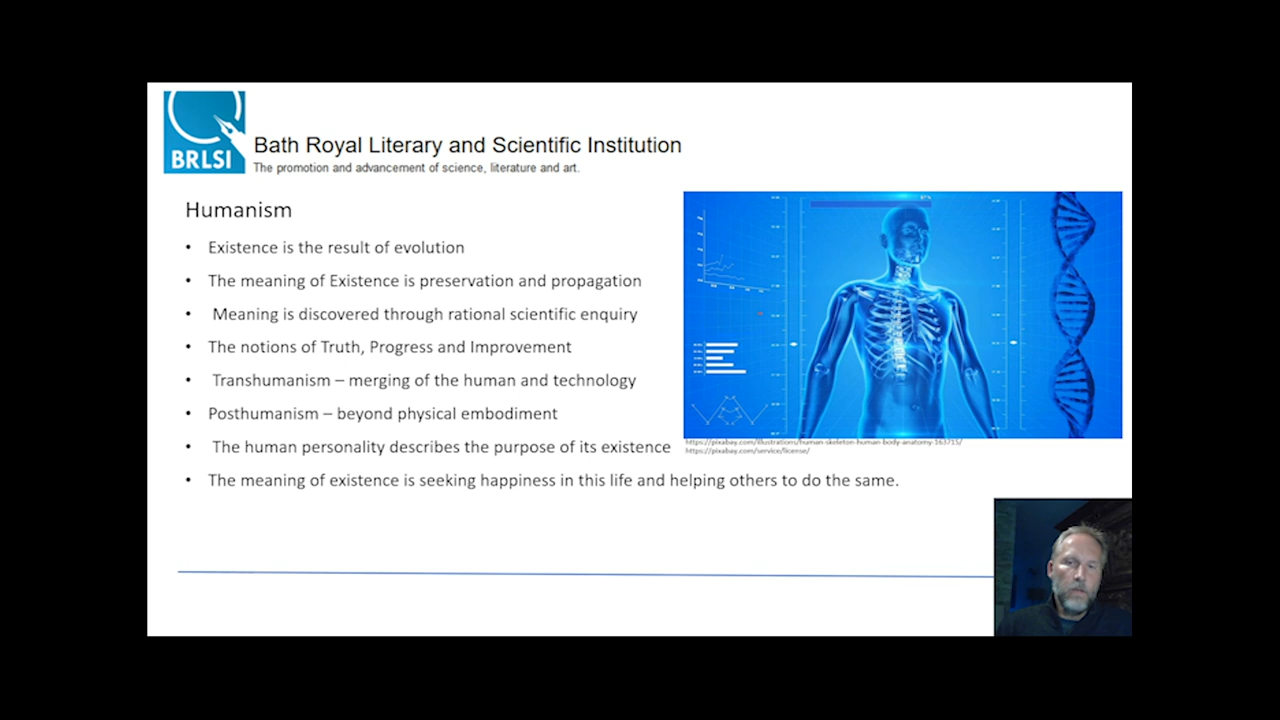 BRLSI
Bath Royal Literary and Scientific Institution
The promotion and advancement of science, literature and art.
Humanism
• Existence is the result of evolution
• The meaning of Existence is preservation and propagation
• Meaning is discovered through rational scientific enquiry
• The notions of Truth, Progress and Improvement
• Transhumanism – merging of the human and technology
• Posthumanism – beyond physical embodiment
• The human personality describes the purpose of its existence
• The meaning of existence is seeking happiness in this life and helping others to do the same.
https://pixabay.com/illustrations/human-skeleton-human-body-anatomy-163715/
https://pixabay.com/service/license/